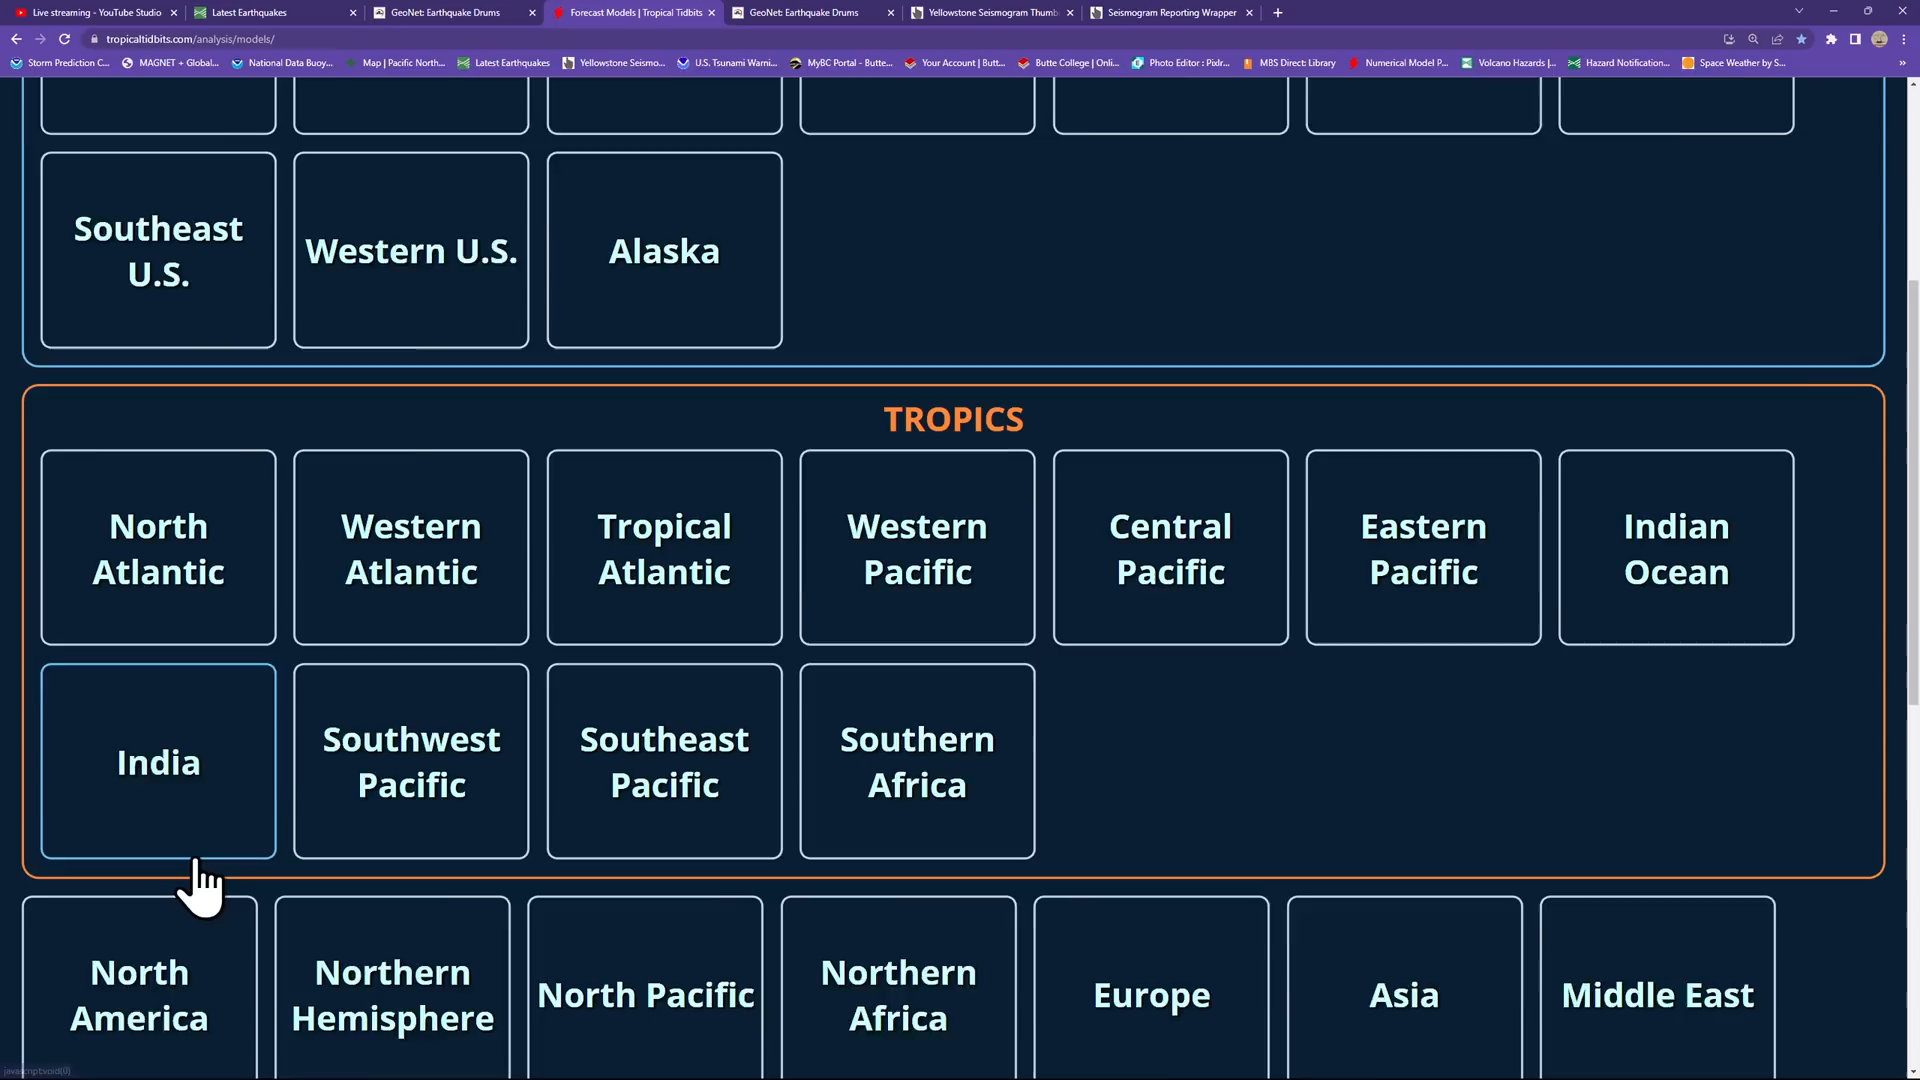 Live streaming - YouTube Studio
Latest Earthquakes
GeoNet: Earthquake Drums
Forecast Models | Tropical Tidbits
GeoNet: Earthquake Drums
Yellowstone Seismogram Thumb
Seismogram Reporting Wrapper
tropicaltidbits.com/analysis/models/
Storm Prediction C...
MAGNET + Global...
National Data Buoy...
Map | Pacific North...
Latest Earthquakes
Yellowstone Seismo...
U.S. Tsunami Warni...
MyBC Portal - Butte...
Your Account | Butt...
Butte College | Onli...
Photo Editor : Pixlr...
MBS Direct: Library
Numerical Model P...
Volcano Hazards |...
Hazard Notification...
Space Weather by S...
Southeast
U.S.
Western U.S.
Alaska
TROPICS
North
Atlantic
Western
Atlantic
Tropical
Atlantic
Western
Pacific
Central
Pacific
Eastern
Pacific
Indian
Ocean
India
Southwest
Pacific
Southeast
Pacific
Southern
Africa
North
America
Northern
Hemisphere
North Pacific
Northern
Africa
Europe
Asia
Middle East
javascript:void(0)